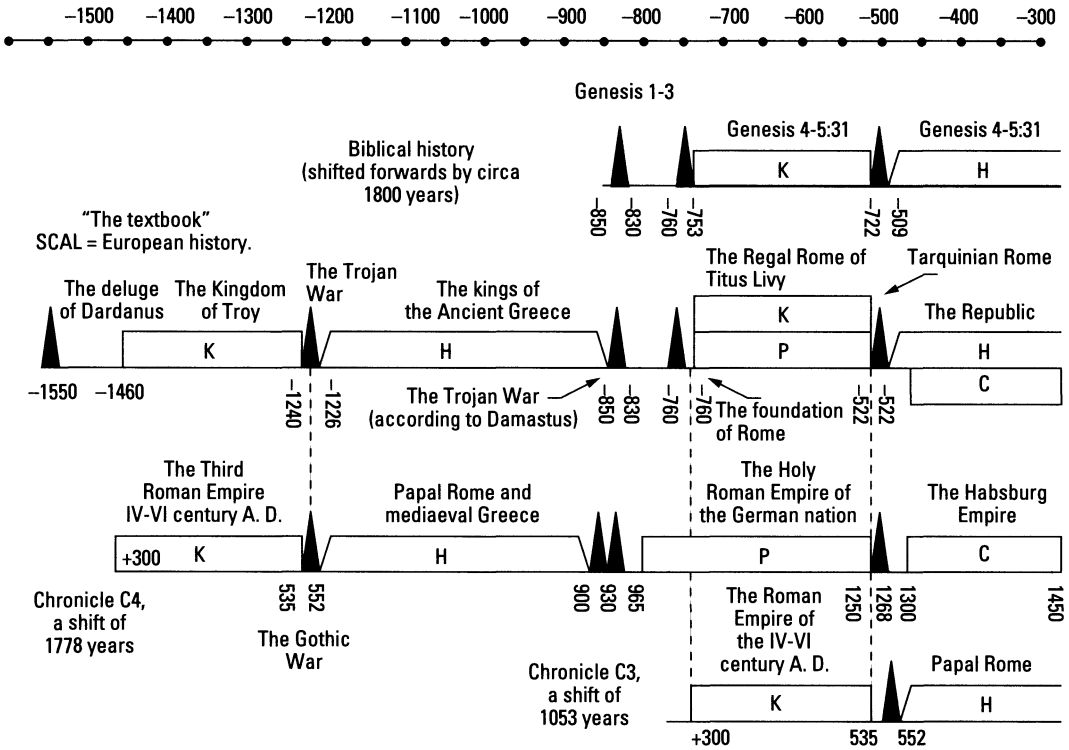 –1500 –1400 –1200 –1100 –1000 –900 –800 –700 –600 –500 –400 –300
Genesis 1-3
Genesis 4-5:31
Genesis 4-5:31
Biblical history
(shifted forwards by circa
1800 years)
K
H
–850
–830
–760
–753
–722
–509
“The textbook”
SCAL = European history.
The deluge
of Dardanus
The Kingdom
of Troy
The Trojan
War
The kings of
the Ancient Greece
The Regal Rome of
Titus Livy
Tarquinian Rome
The Republic
K
H
K
P
H
C
–1550
–1460
–1240
–1226
The Trojan War
(according to Damastus)
–850
–830
–760
–760
The foundation
of Rome
–522
–522
The Third
Roman Empire
IV-VI century A. D.
Papal Rome and
mediaeval Greece
The Holy
Roman Empire of
the German nation
The Habsburg
Empire
+300
K
H
P
C
Chronicle C4,
a shift of
1778 years
535
552
The Gothic
War
900
930
965
1250
1268
1300
1450
The Roman
Empire of
the IV-VI
century A. D.
Papal Rome
Chronicle C3,
a shift of
1053 years
K
H
+300
535
552